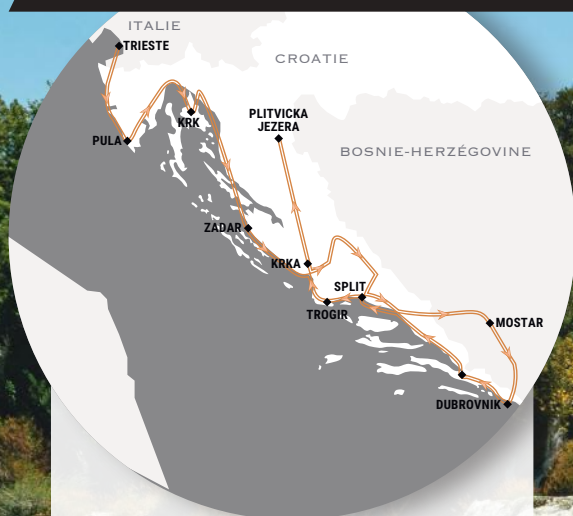 ITALIE
TRIESTE
CROATIE
PLITVICKA
JEZERA
KRK
PULA
BOSNIE-HERZÉGOVINE
ZADAR
KRKA
SPLIT
TROGIR
MOSTAR
DUBROVNIK